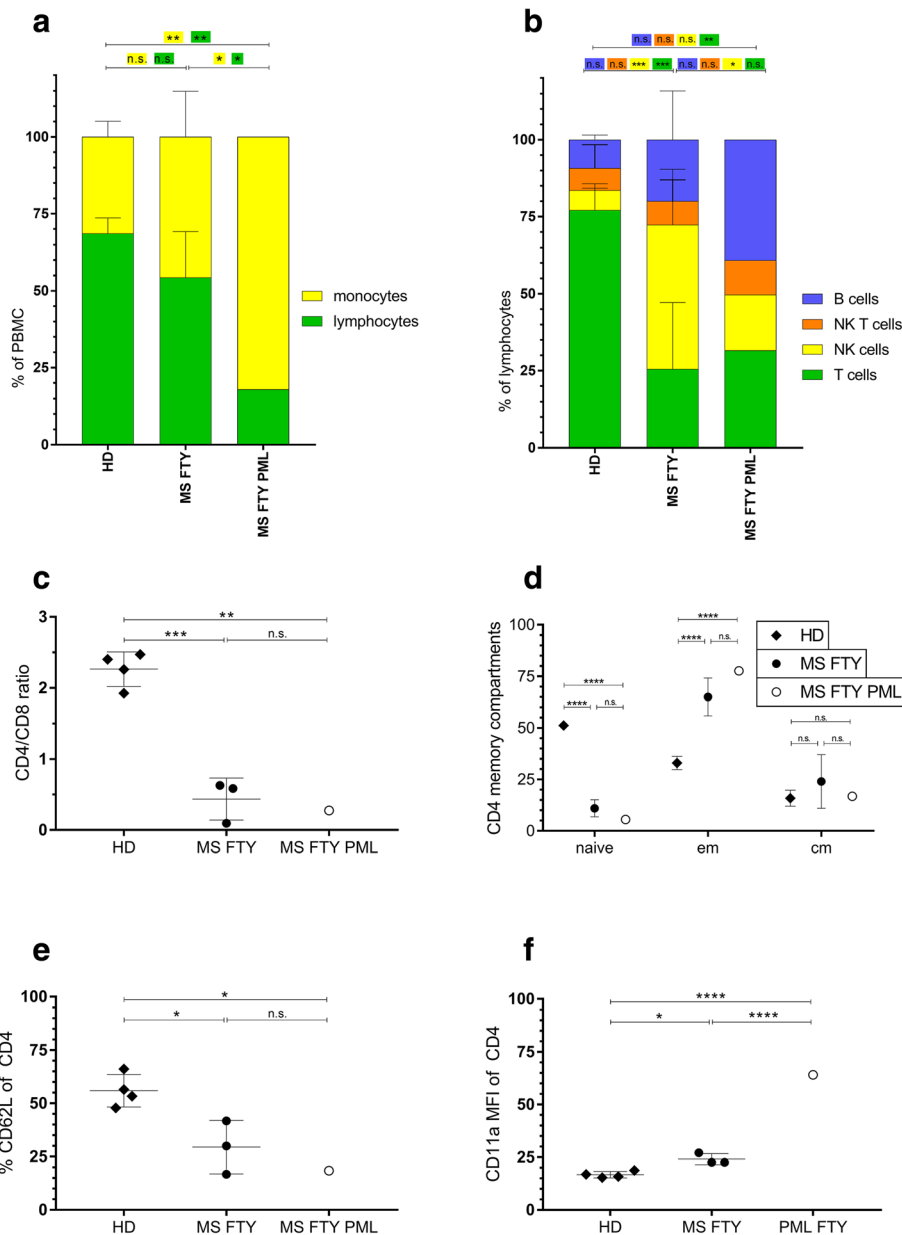 a
** **
n.s. n.s. * *
100
75
50
25
0
% of PBMC
HD
MS FTY
MS FTY PML
monocytes
lymphocytes
b
n.s. n.s. n.s. **
n.s. n.s. *** *** n.s. n.s. * n.s.
100
75
50
25
0
% of lymphocytes
HD
MS FTY
MS FTY PML
B cells
NK T cells
NK cells
T cells
c
**
*** n.s.
3
2
1
0
CD4/CD8 ratio
HD MS FTY MS FTY PML
d
100
75
50
25
0
CD4 memory compartments
****
**** n.s.
****
**** n.s.
n.s.
n.s. n.s.
HD
MS FTY
MS FTY PML
naive em cm
e
*
* n.s.
100
75
50
25
0
% CD62L of CD4
HD MS FTY MS FTY PML
f
****
* ****
100
75
50
25
0
CD11a MFI of CD4
HD MS FTY PML FTY